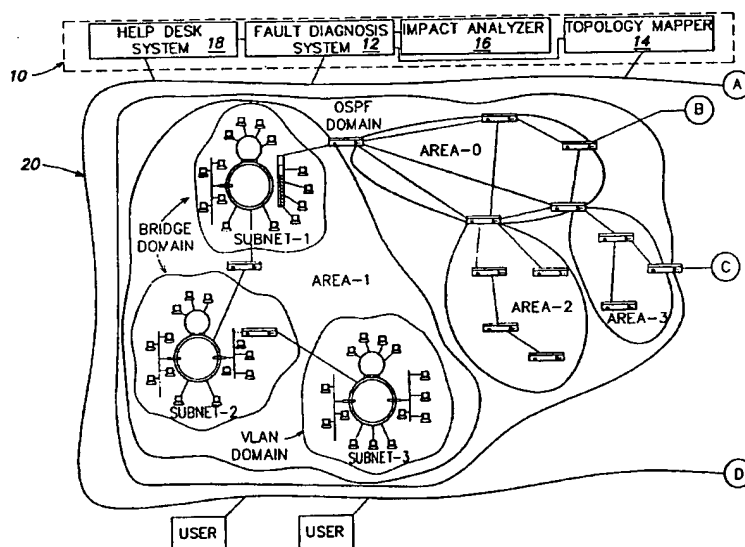 HELP DESK
SYSTEM 18
FAULT DIAGNOSIS
SYSTEM 12
IMPACT ANALYZER
16
TOPOLOGY MAPPER
14
10
A
OSPF
DOMAIN
B
AREA-0
20
SUBNET-1
BRIDGE
DOMAIN
C
AREA-1
AREA-2
AREA-3
SUBNET-2
VLAN
DOMAIN
SUBNET-3
D
USER
USER